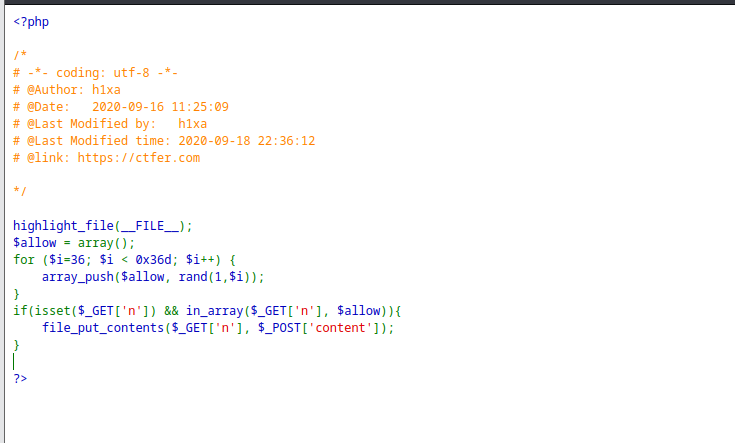 <?php
/*
# -*- coding: utf-8 -*-
# @Author: h1xa
# @Date:   2020-09-16 11:25:09
# @Last Modified by:   h1xa
# @Last Modified time: 2020-09-18 22:36:12
# @link: https://ctfer.com
*/
highlight_file(__FILE__);
$allow = array();
for ($i=36; $i < 0x36d; $i++) {
    array_push($allow, rand(1,$i));
}
if(isset($_GET['n']) && in_array($_GET['n'], $allow)){
    file_put_contents($_GET['n'], $_POST['content']);
}
?>